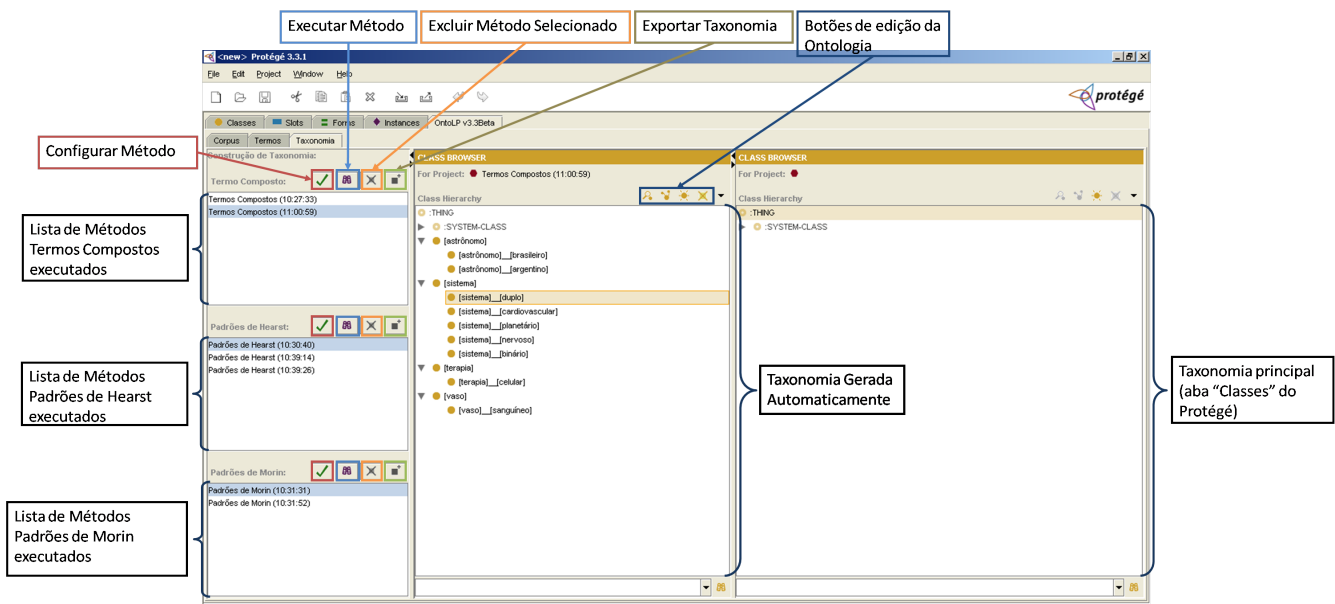 Executar Método
Excluir Método Selecionado
Exportar Taxonomia
Botões de edição da
Ontologia
<new> Protégé 3.3.1
File Edit Project Window Help
protégé
Classes Slots Forms Instances OntoLP v3.3Beta
Corpus Termos Taxonomia
Configurar Método
Construção de Taxonomia:
Termo Composto:
Termos Compostos (10:27:33)
Termos Compostos (11:00:59)
Lista de Métodos
Termos Compostos
executados
Padrões de Hearst:
Padrões de Hearst (10:30:40)
Padrões de Hearst (10:39:14)
Padrões de Hearst (10:39:26)
Lista de Métodos
Padrões de Hearst
executados
Padrões de Morin:
Padrões de Morin (10:31:31)
Padrões de Morin (10:31:52)
Lista de Métodos
Padrões de Morin
executados
CLASS BROWSER
For Project: Termos Compostos (11:00:59)
Class Hierarchy
:THING
:SYSTEM-CLASS
[astrônomo]
[astrônomo]__[brasileiro]
[astrônomo]__[argentino]
[sistema]
[sistema]__[duplo]
[sistema]__[cardiovascular]
[sistema]__[planetário]
[sistema]__[nervoso]
[sistema]__[binário]
[terapia]
[terapia]__[celular]
[vaso]
[vaso]__[sanguíneo]
Taxonomia Gerada
Automaticamente
CLASS BROWSER
For Project:
Class Hierarchy
:THING
:SYSTEM-CLASS
Taxonomia principal
(aba “Classes” do
Protégé)